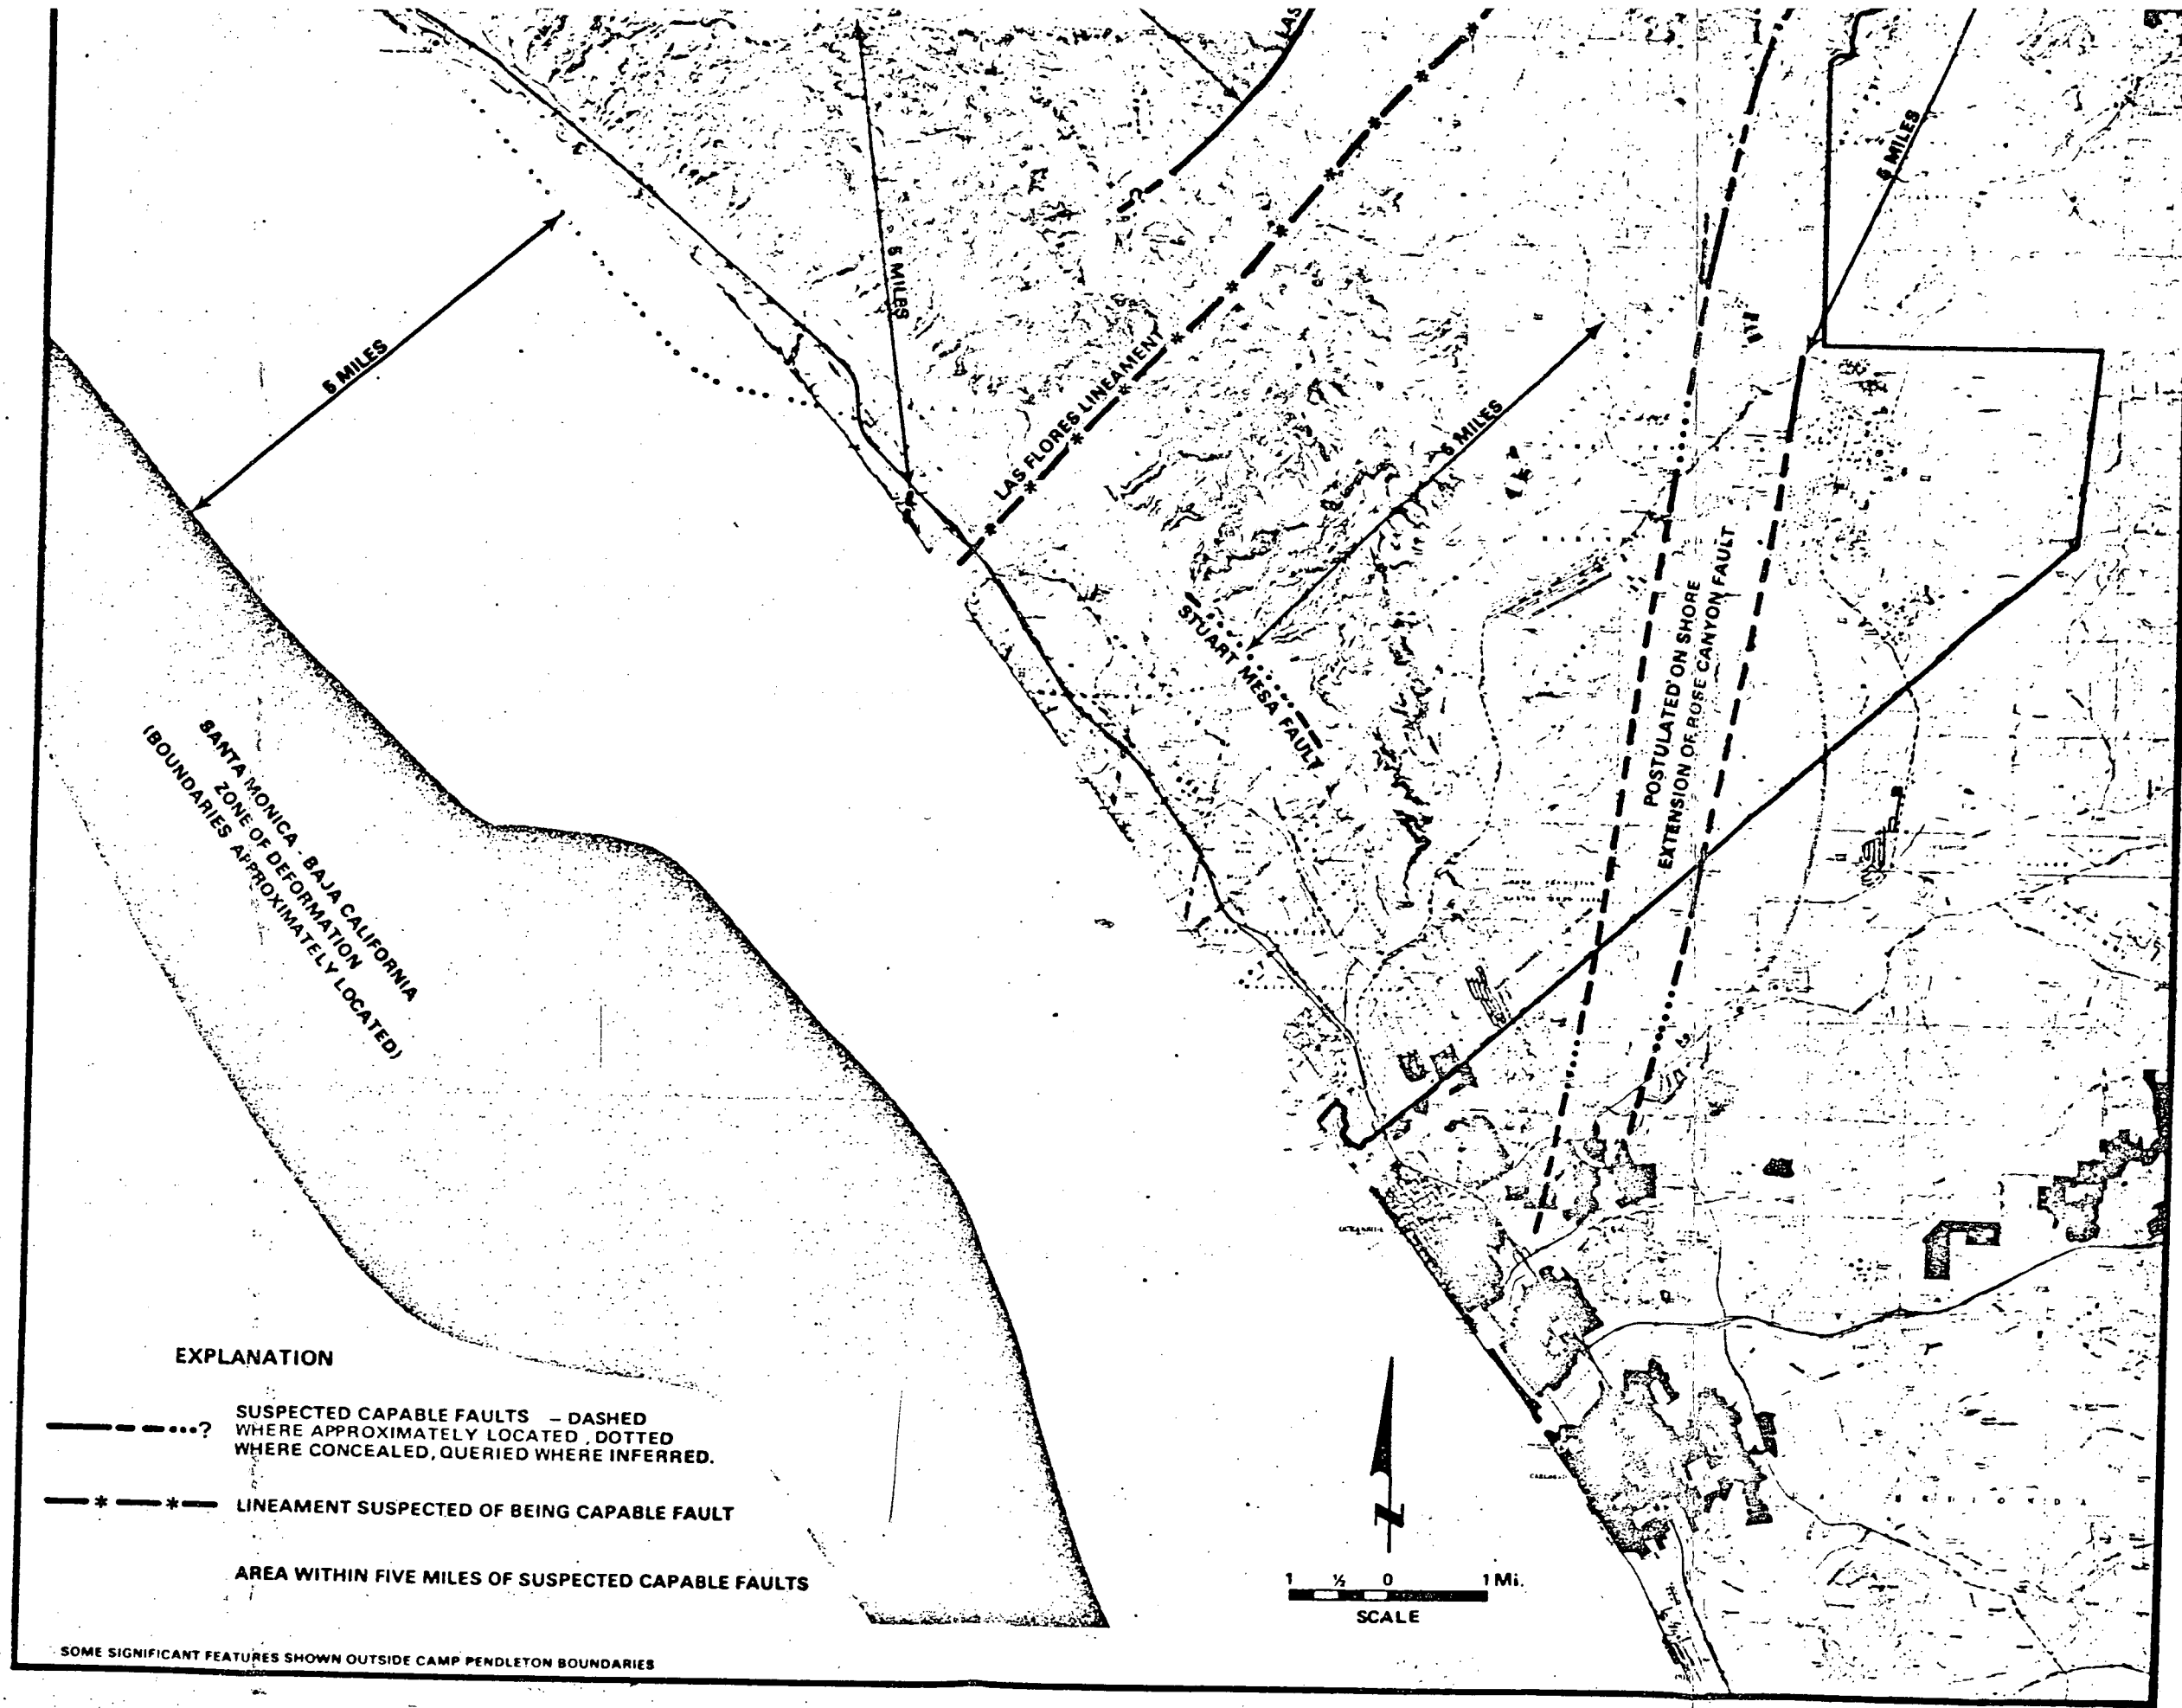 LAS
5 MILES
5 MILES
5 MILES
LAS FLORES LINEAMENT
5 MILES
STUART MESA FAULT
POSTULATED ON SHORE
EXTENSION OF ROSE CANYON FAULT
SANTA MONICA - BAJA CALIFORNIA
ZONE OF DEFORMATION
(BOUNDARIES APPROXIMATELY LOCATED)
EXPLANATION
?
SUSPECTED CAPABLE FAULTS – DASHED
WHERE APPROXIMATELY LOCATED, DOTTED
WHERE CONCEALED, QUERIED WHERE INFERRED.
LINEAMENT SUSPECTED OF BEING CAPABLE FAULT
AREA WITHIN FIVE MILES OF SUSPECTED CAPABLE FAULTS
SOME SIGNIFICANT FEATURES SHOWN OUTSIDE CAMP PENDLETON BOUNDARIES
N
1 ½ 0 1 Mi.
SCALE